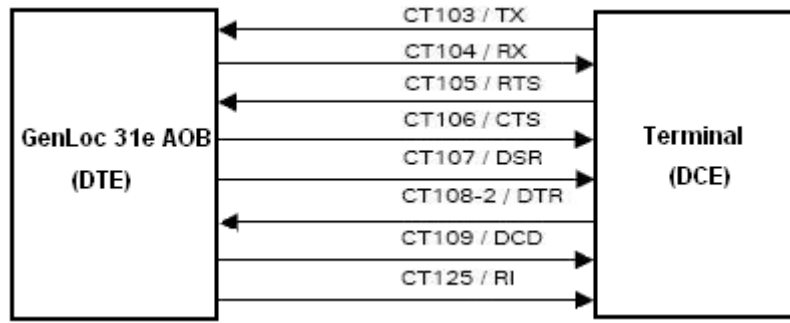 CT103 / TX
CT104 / RX
CT105 / RTS
CT106 / CTS
GenLoc 31e AOB
(DTE)
Terminal
(DCE)
CT107 / DSR
CT108-2 / DTR
CT109 / DCD
CT125 / RI